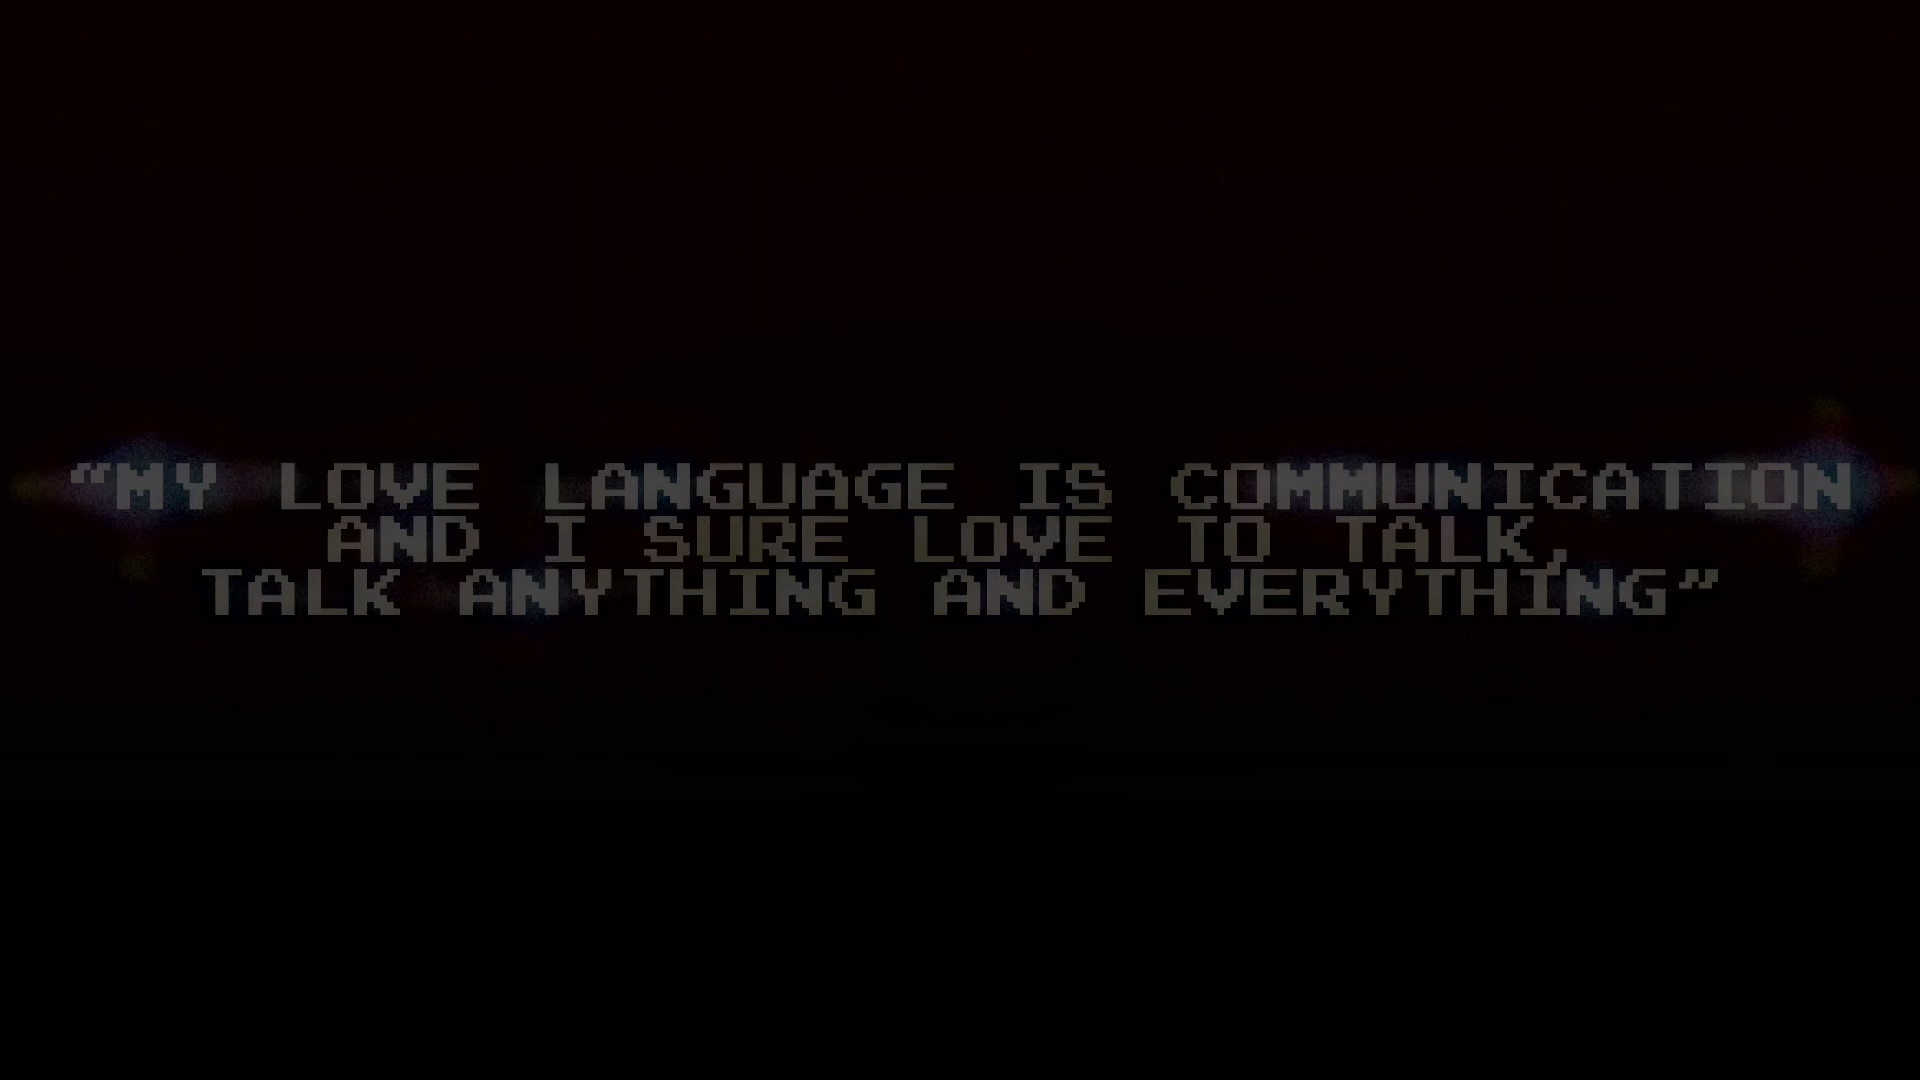 “MY LOVE LANGUAGE IS COMMUNICATION
AND I SURE LOVE TO TALK,
TALK ANYTHING AND EVERYTHING”